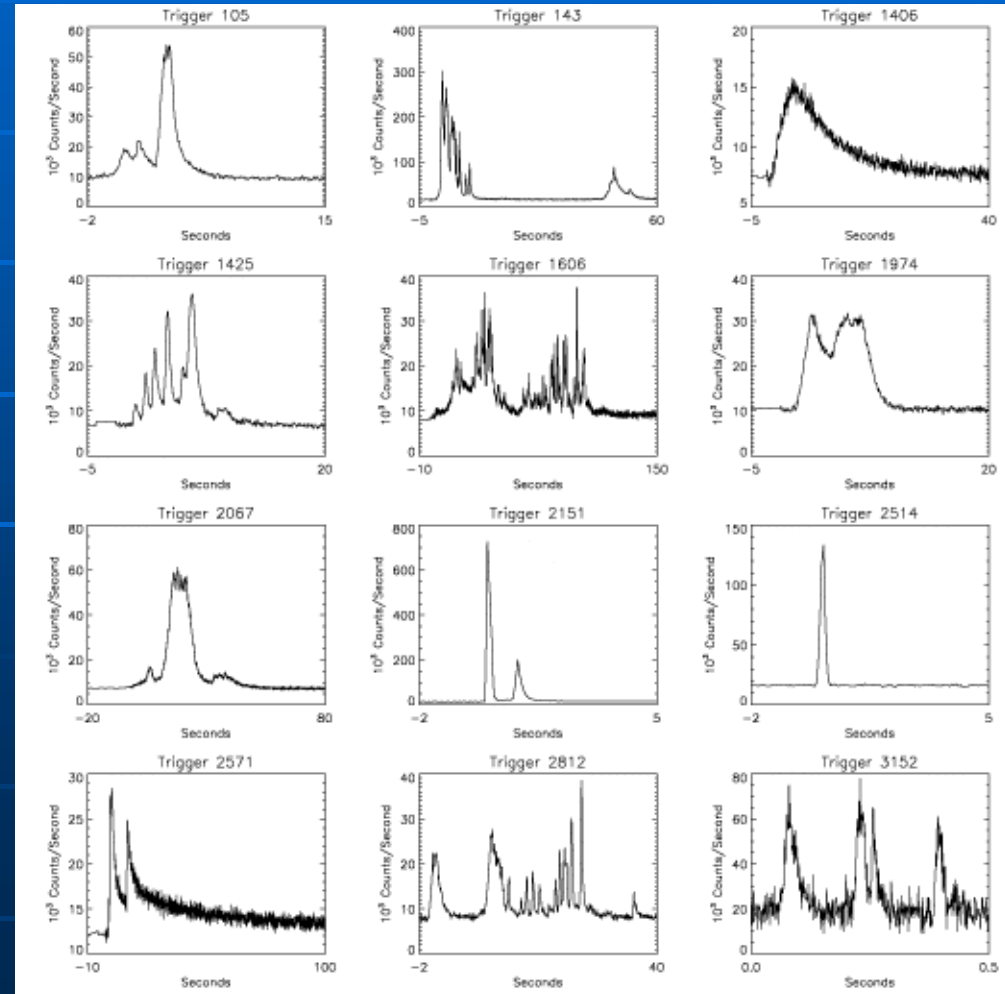 Trigger 105
60
50
40
30
20
10
0
10³ Counts/Second
-2
15
Seconds
Trigger 143
400
300
200
100
0
10³ Counts/Second
-5
60
Seconds
Trigger 1406
20
15
10
5
10³ Counts/Second
-5
40
Seconds
Trigger 1425
40
30
20
10
0
10³ Counts/Second
-5
20
Seconds
Trigger 1606
40
30
20
10
0
10³ Counts/Second
-10
150
Seconds
Trigger 1974
40
30
20
10
0
10³ Counts/Second
-5
20
Seconds
Trigger 2067
80
60
40
20
0
10³ Counts/Second
-20
80
Seconds
Trigger 2151
800
600
400
200
0
10³ Counts/Second
-2
5
Seconds
Trigger 2514
150
100
50
0
10³ Counts/Second
-2
5
Seconds
Trigger 2571
30
25
20
15
10
10³ Counts/Second
-10
100
Seconds
Trigger 2812
40
30
20
10
0
10³ Counts/Second
-2
40
Seconds
Trigger 3152
80
60
40
20
0
10³ Counts/Second
0.0
0.5
Seconds